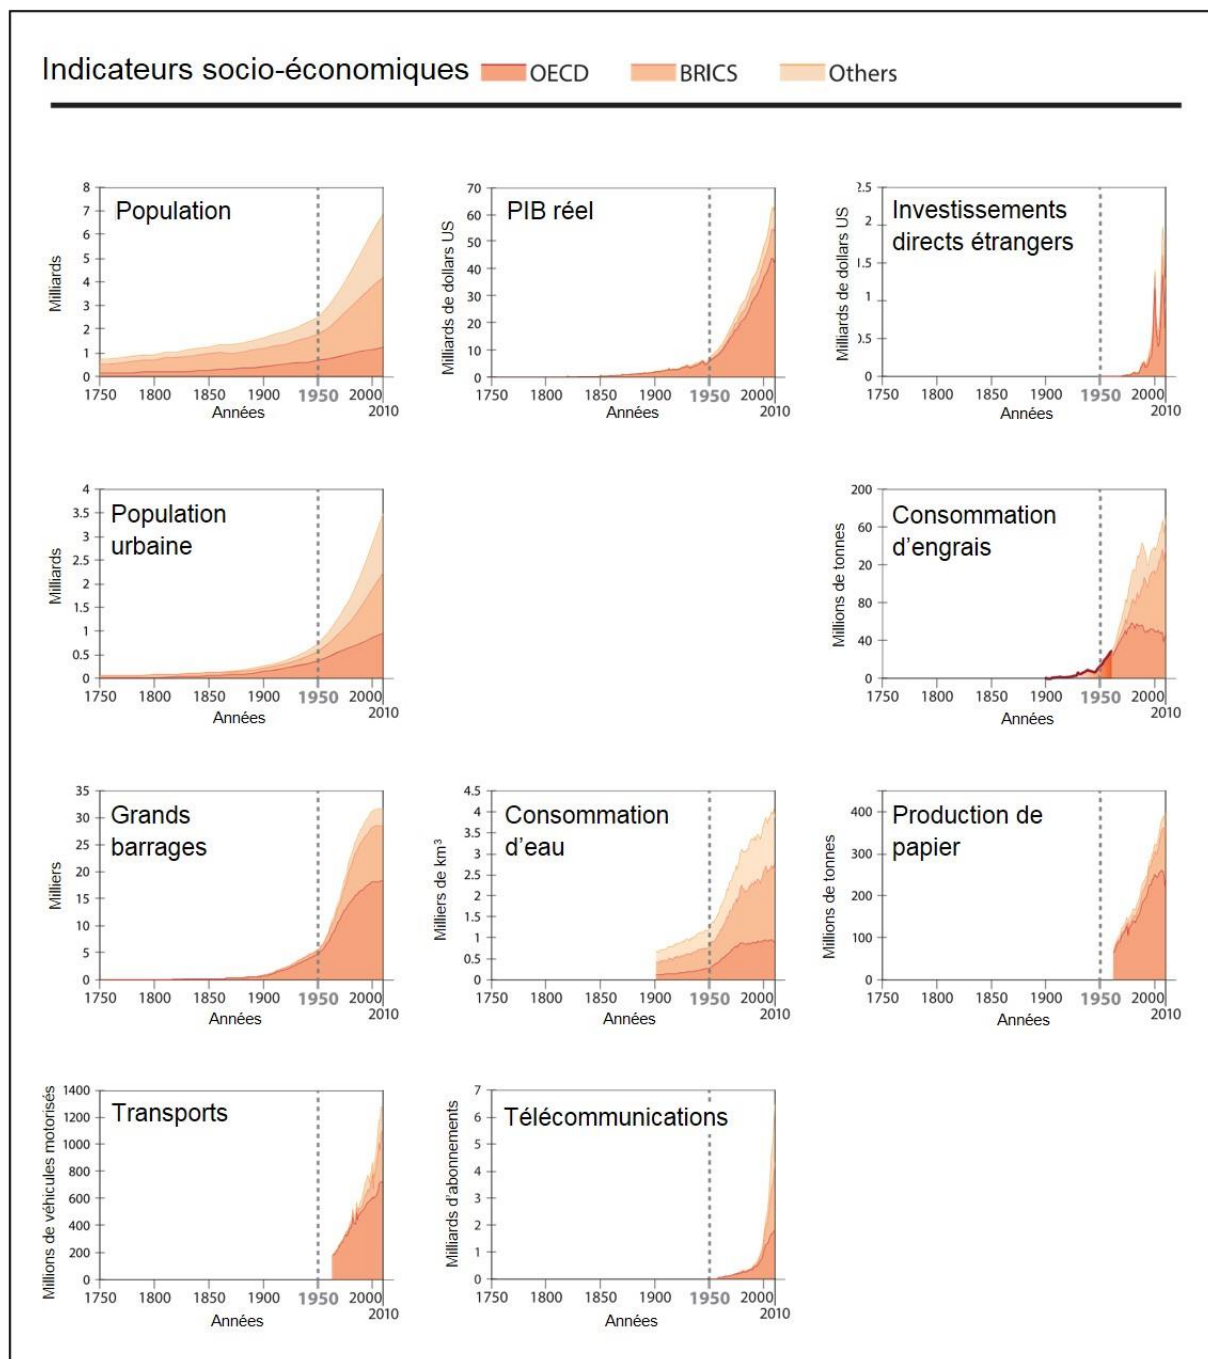 Indicateurs socio-économiques OECD BRICS Others
Population
Milliards
8
7
6
5
4
3
2
1
0
1750 1800 1850 1900 1950 2000
2010
Années
PIB réel
Milliards de dollars US
70
60
50
40
30
20
10
0
1750 1800 1850 1900 1950 2000
2010
Années
Investissements
directs étrangers
Milliards de dollars US
2.5
2
1.5
1
0.5
0
1750 1800 1850 1900 1950 2000
2010
Années
Population
urbaine
Milliards
4
3.5
3
2.5
2
1.5
1
0.5
0
1750 1800 1850 1900 1950 2000
2010
Années
Consommation
d’engrais
Millions de tonnes
200
60
20
80
40
0
1750 1800 1850 1900 1950 2000
2010
Années
Grands
barrages
Milliers
35
30
25
20
15
10
5
0
1750 1800 1850 1900 1950 2000
2010
Années
Consommation
d’eau
Milliers de km³
4.5
4
3.5
3
2.5
2
1.5
1
0.5
0
1750 1800 1850 1900 1950 2000
2010
Années
Production de
papier
Millions de tonnes
400
300
200
100
0
1750 1800 1850 1900 1950 2000
2010
Années
Transports
Millions de véhicules motorisés
1400
1200
1000
800
600
400
200
0
1750 1800 1850 1900 1950 2000
2010
Années
Télécommunications
Milliards d’abonnements
7
6
5
4
3
2
1
0
1750 1800 1850 1900 1950 2000
2010
Années